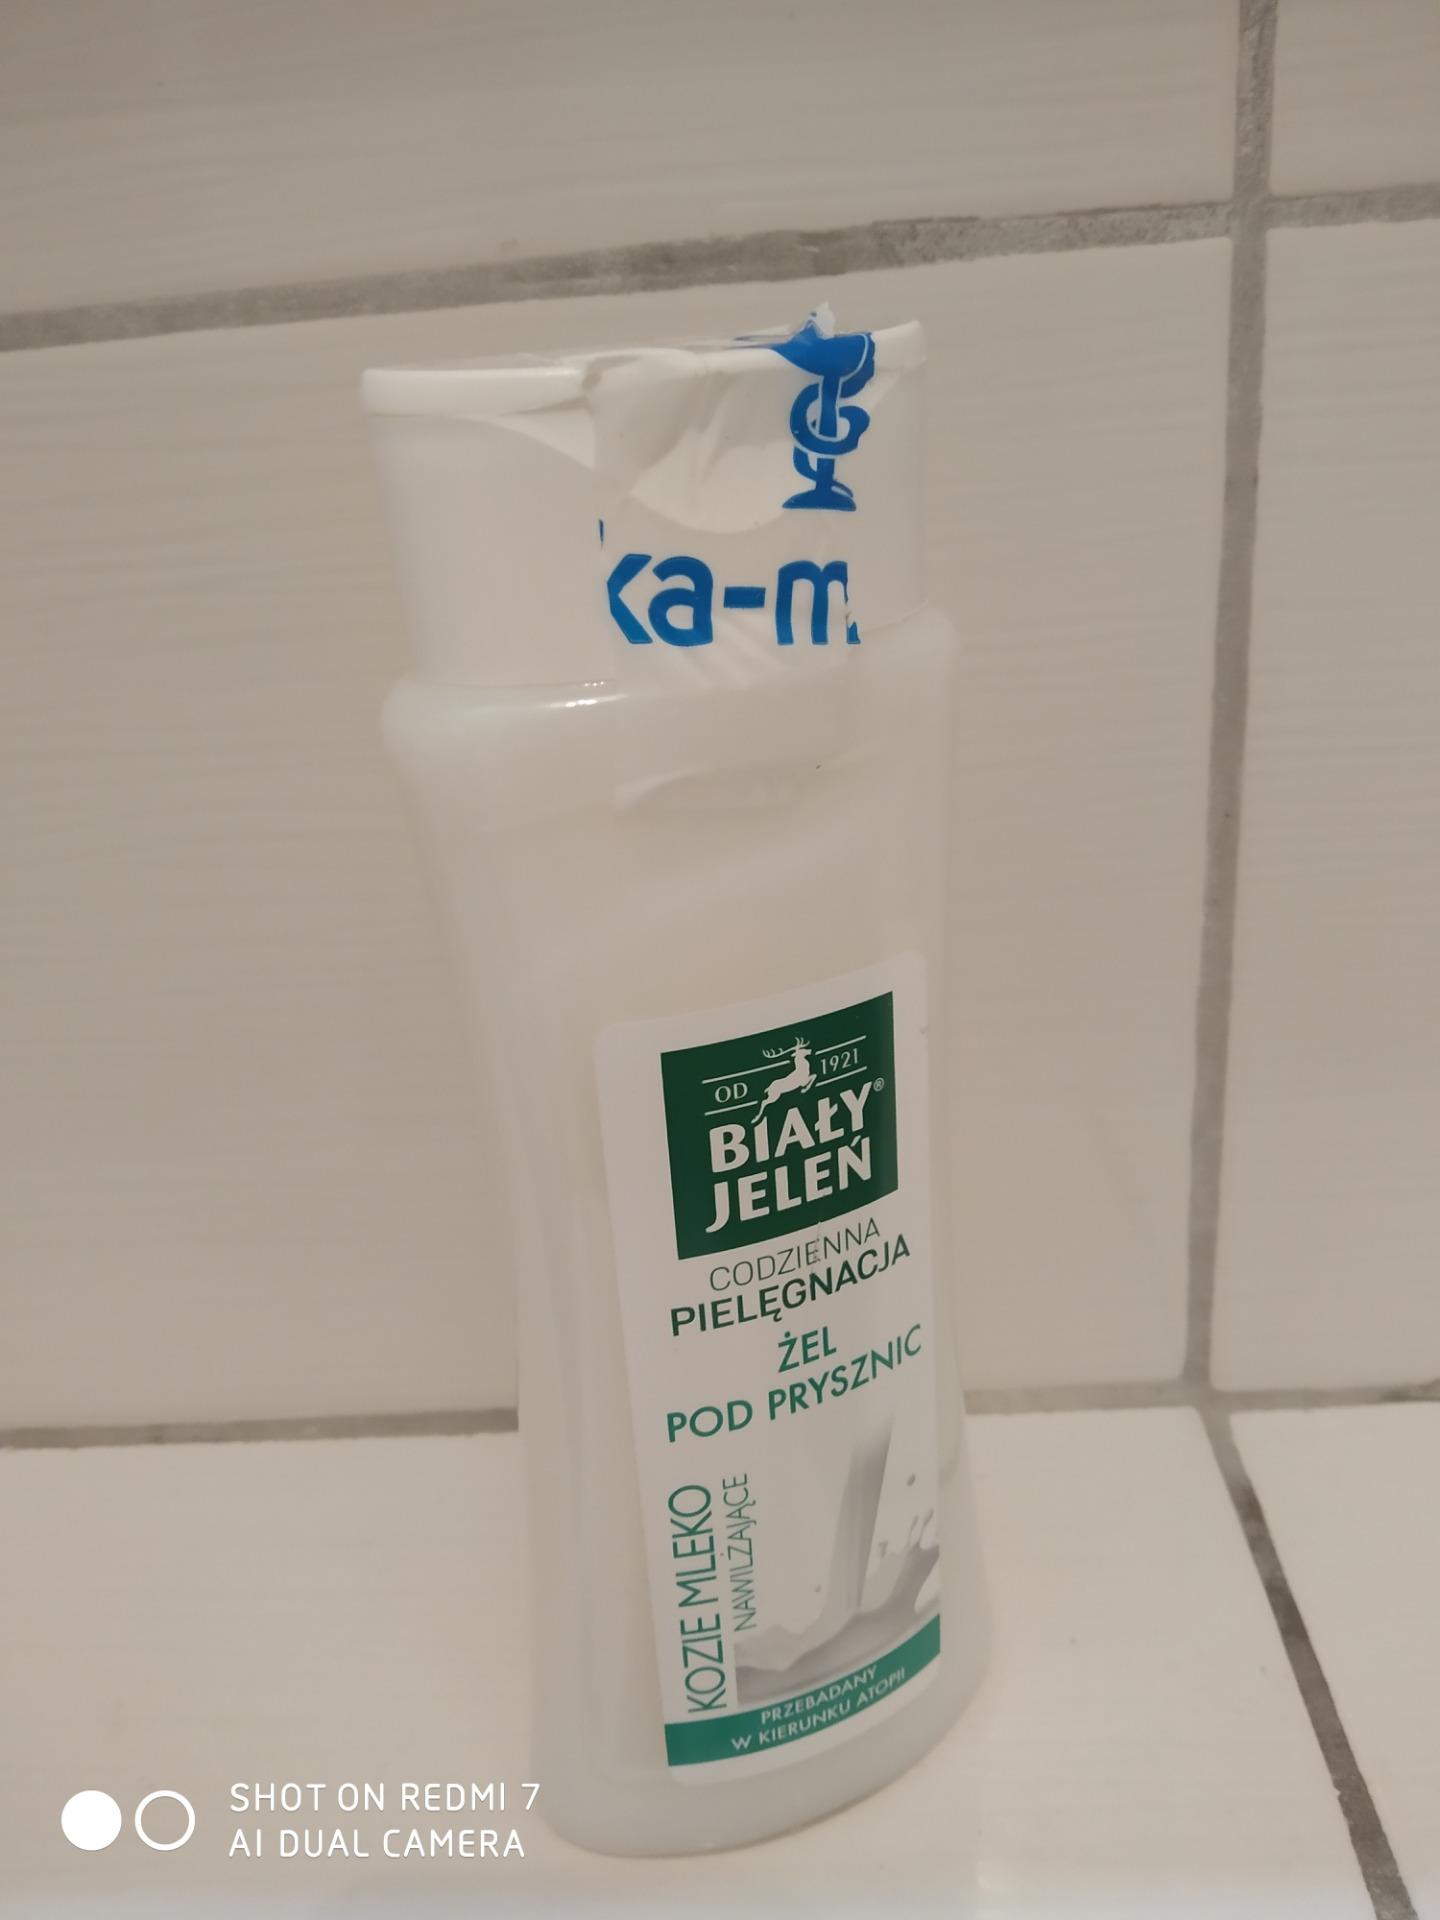 ka-m
OD 1921
BIAŁY®
JELEŃ
CODZIENNA
PIELĘGNACJA
ŻEL
POD PRYSZNIC
KOZIE MLEKO
NAWILŻAJĄCE
PRZEBADANY
W KIERUNKU ATOPII
SHOT ON REDMI 7
AI DUAL CAMERA